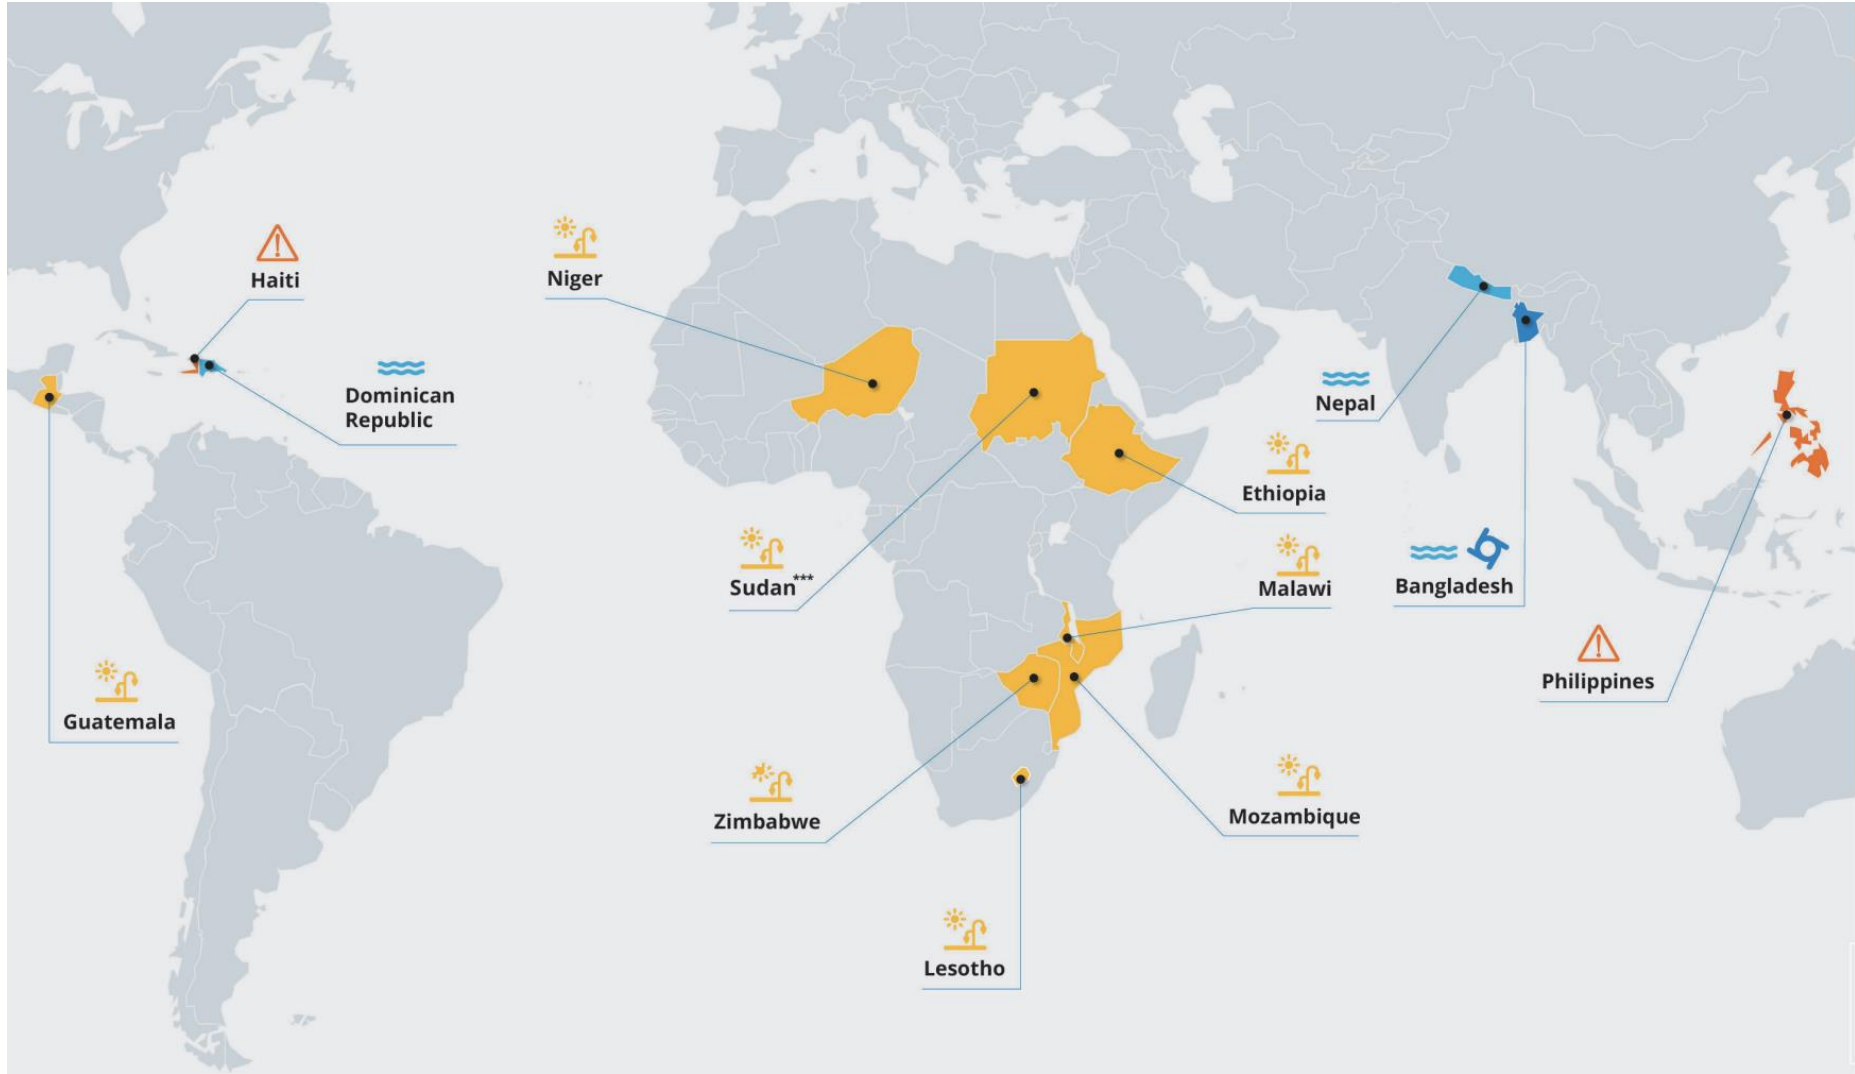 Haiti
Niger
Dominican
Republic
Nepal
Ethiopia
Sudan***
Malawi
Bangladesh
Philippines
Guatemala
Zimbabwe
Mozambique
Lesotho